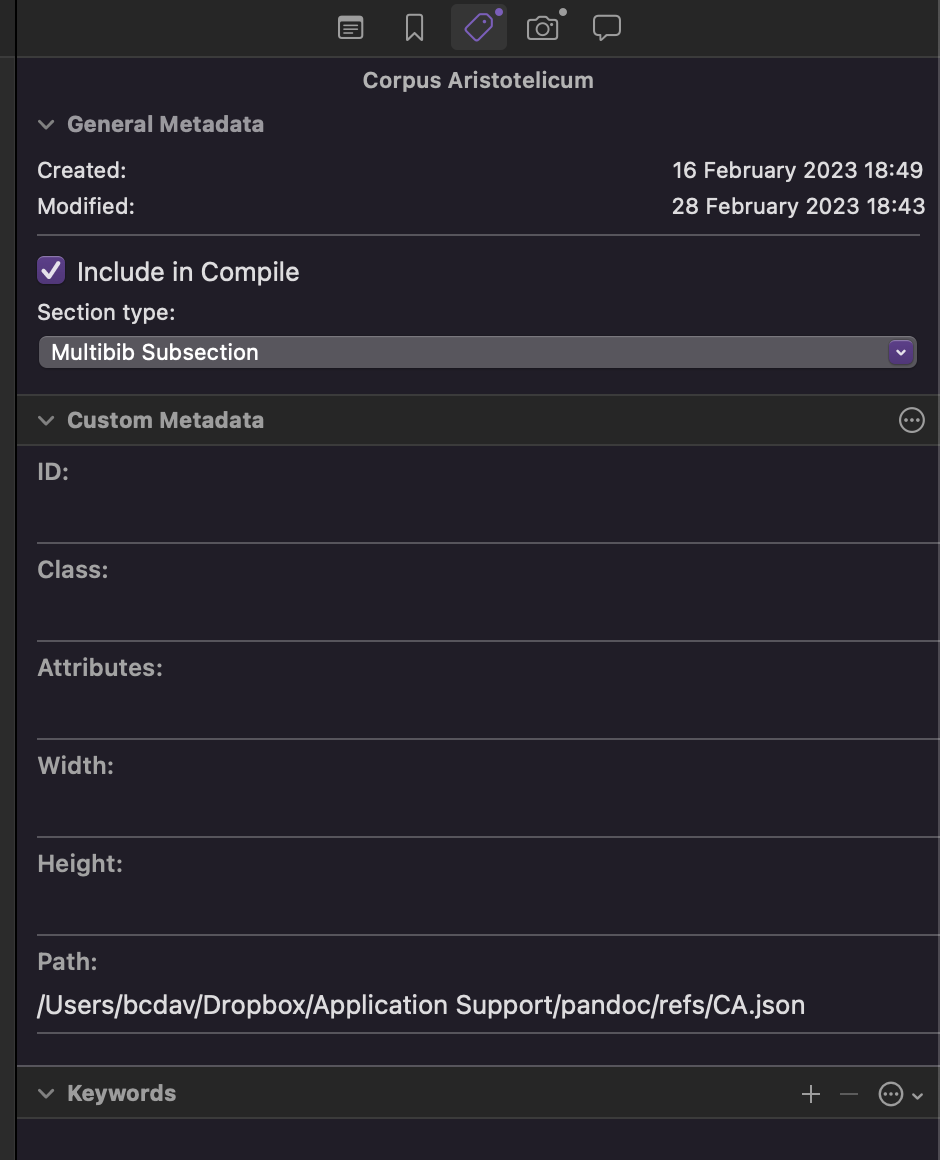 Corpus Aristotelicum
General Metadata
Created: 16 February 2023 18:49
Modified: 28 February 2023 18:43
Include in Compile
Section type:
Multibib Subsection
Custom Metadata
ID:
Class:
Attributes:
Width:
Height:
Path:
/Users/bcdav/Dropbox/Application Support/pandoc/refs/CA.json
Keywords